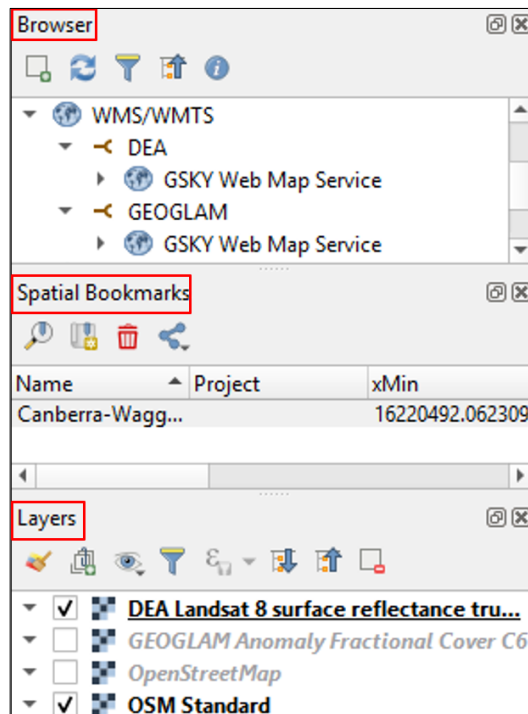 Browser
WMS/WMTS
DEA
GSKY Web Map Service
GEOGLAM
GSKY Web Map Service
Spatial Bookmarks
Name Project xMin
Canberra-Wagg... 16220492.062309
Layers
DEA Landsat 8 surface reflectance tru...
GEOGLAM Anomaly Fractional Cover C6
OpenStreetMap
OSM Standard